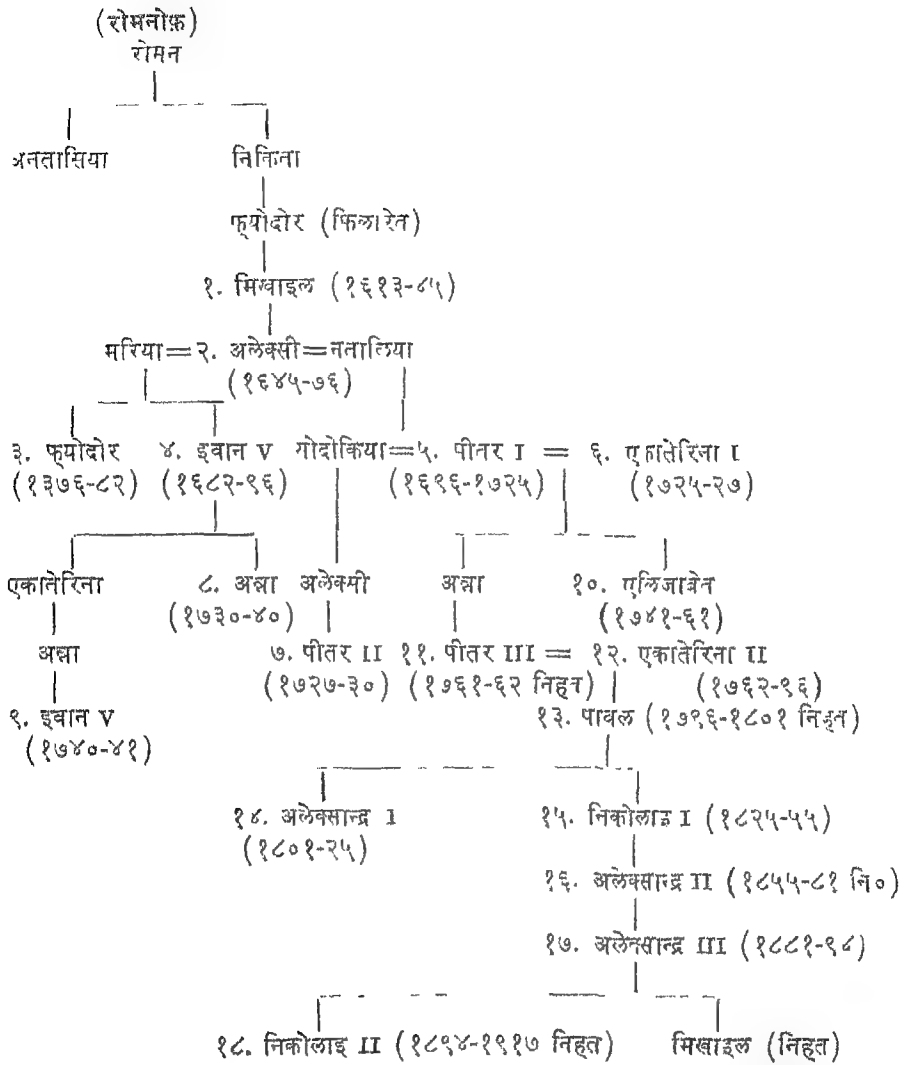 (रोमनोफ़)
रोमन
अनतासिया निकिता
फ्योदोर (फिलारेत)
१. मिखाइल (१६१३-४५)
मरिया=२. अलेक्सी=नतालिया
(१६४५-७६)
३. फ्योदोर ४. इवान V योदोकिया=५. पीतर I = ६. एकातेरिना I
(१३७६-८२) (१६८२-९६) (१६९६-१७२५) (१७२५-२७)
एकातेरिना ८. अन्ना अलेक्सी अन्ना १०. एलिजाबेत
(१७३०-४०) (१७४१-६१)
अन्ना ७. पीतर II ११. पीतर III = १२. एकातेरिना II
(१७२७-३०) (१७६१-६२ निहत) (१७६२-९६)
९. इवान V १३. पावल (१७९६-१८०१ निहत)
(१७४०-४१)
१४. अलेक्सान्द्र I १५. निकोलाइ I (१८२५-५५)
(१८०१-२५)
१६. अलेक्सान्द्र II (१८५५-८१ नि०)
१७. अलेक्सान्द्र III (१८८१-९४)
१८. निकोलाइ II (१८९४-१९१७ निहत) मिखाइल (निहत)